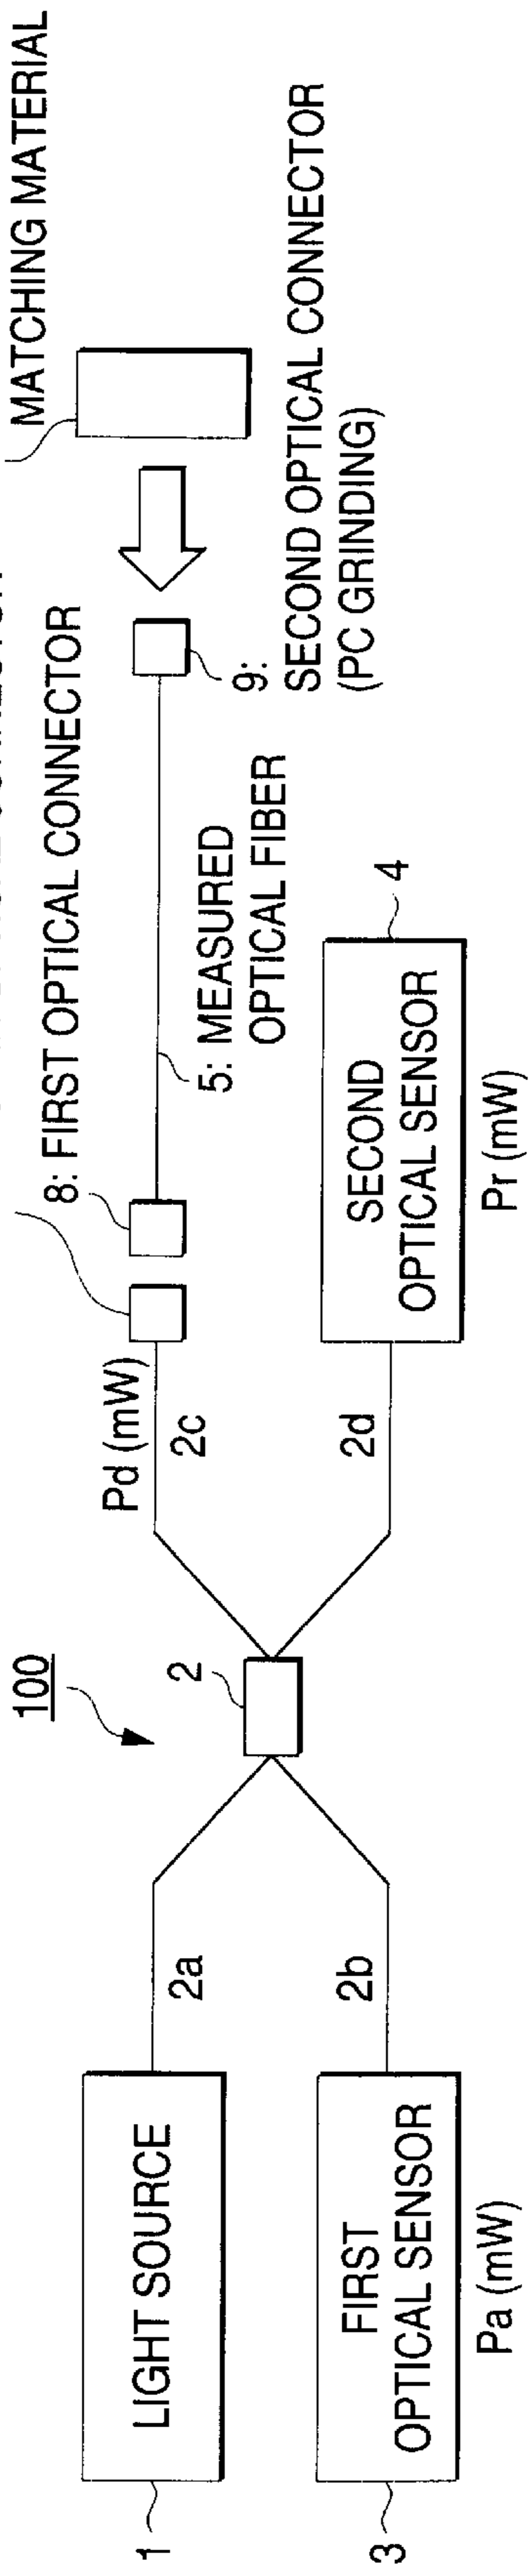 100
MATCHING MATERIAL
8: FIRST OPTICAL CONNECTOR
Pd (mW)
2c
2
2a
LIGHT SOURCE
1
5: MEASURED
OPTICAL FIBER
9:
SECOND OPTICAL CONNECTOR
(PC GRINDING)
2b
2d
FIRST
OPTICAL SENSOR
3
Pa (mW)
SECOND
OPTICAL SENSOR
4
Pr (mW)